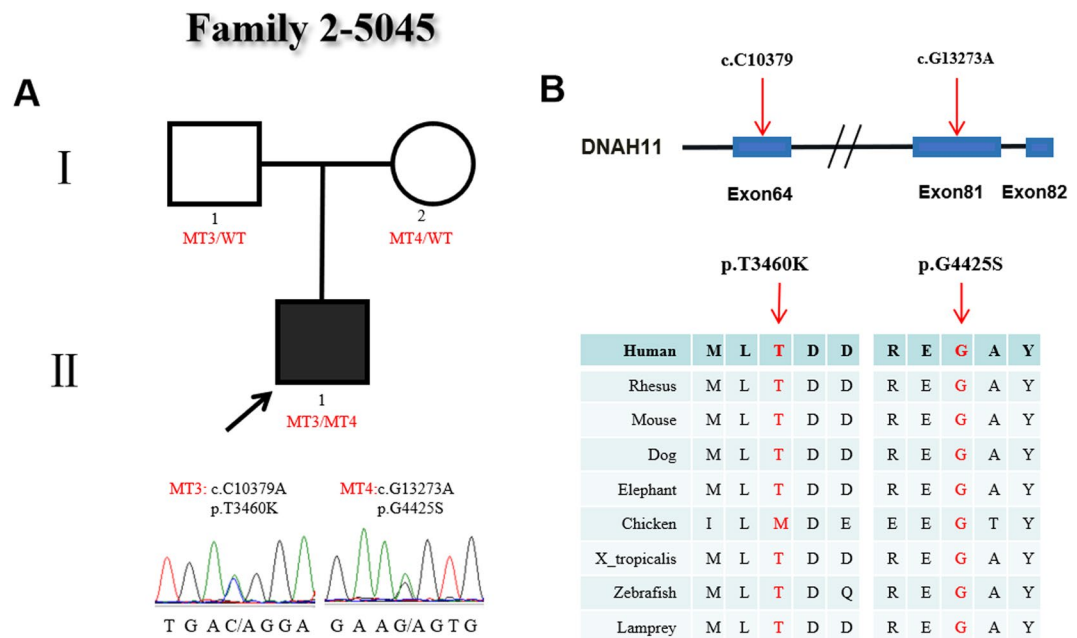 Family 2-5045
A
I
1
MT3/WT
2
MT4/WT
II
1
MT3/MT4
MT3: c.C10379A
p.T3460K
MT4:c.G13273A
p.G4425S
T G A C/A G G A
G A A G/A G T G
B
c.C10379
c.G13273A
DNAH11
Exon64
Exon81
Exon82
p.T3460K
p.G4425S
Human M L T D D R E G A Y
Rhesus M L T D D R E G A Y
Mouse M L T D D R E G A Y
Dog M L T D D R E G A Y
Elephant M L T D D R E G A Y
Chicken I L M D E E E G T Y
X_tropicalis M L T D D R E G A Y
Zebrafish M L T D Q R E G A Y
Lamprey M L T D D R E G A Y